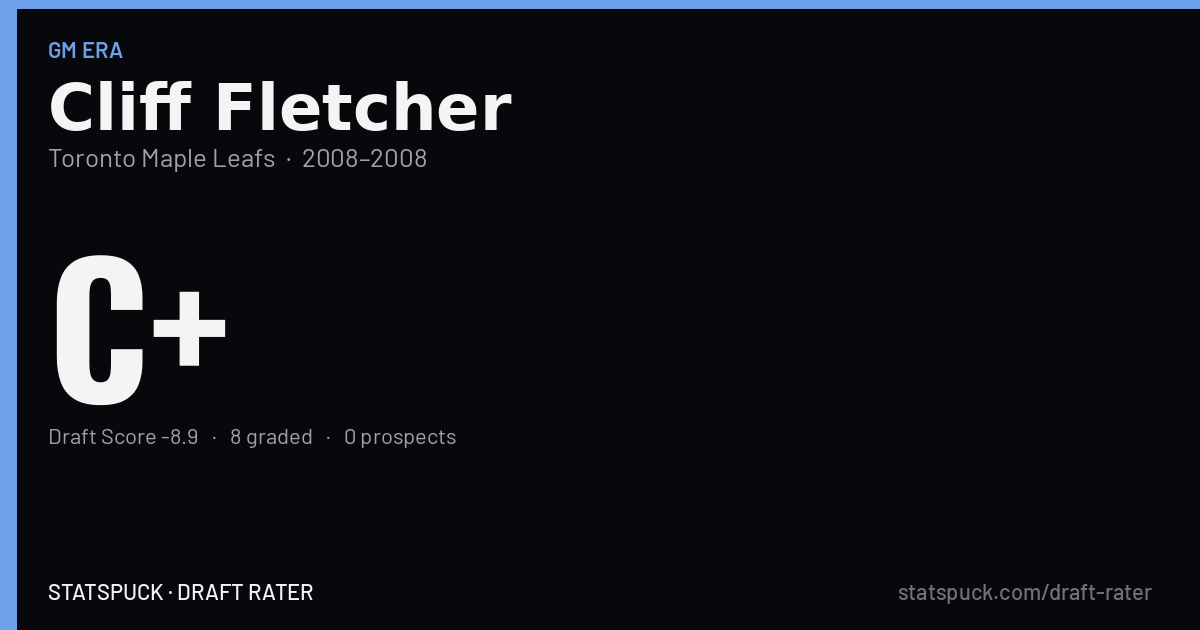 GM ERA
Cliff Fletcher
Toronto Maple Leafs · 2008–2008
C+
Draft Score -8.9 · 8 graded · 0 prospects
STATSPUCK · DRAFT RATER
statspuck.com/draft-rater